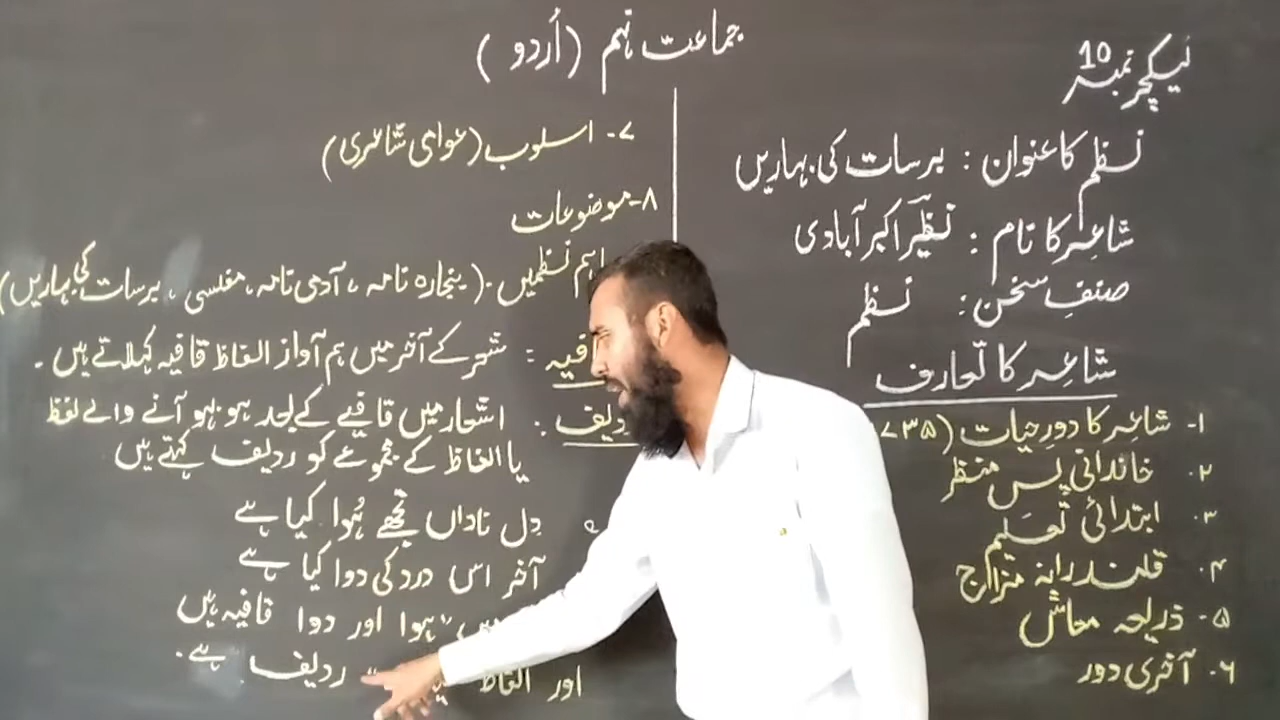 جماعت نہم (اُردو)
لیکچر نمبر 10
نظم کا عنوان : برسات کی بہاریں
شاعر کا نام : نظیر اکبر آبادی
صنفِ سخن : نظم
شاعر کا تعارف
۱- شاعر کا دورِ حیات (۱۷۳۵
۲. خاندانی پس منظر
۳. ابتدائی تعلیم
۴. قلندرانہ مزاج
۵- ذریعہ معاش
۶. آخری دور
۷- اسلوب (عوامی شاعری)
۸- موضوعات
اہم نظمیں . (بنجارہ نامہ ، آدمی نامہ ، مفلسی ، برسات کی بہاریں)
: شعر کے آخر میں ہم آواز الفاظ قافیہ کہلاتے ہیں ۔
: اشعار میں قافیے کے بعد ہو بہو آنے والے لفظ
یا الفاظ کے مجموعے کو ردیف کہتے ہیں
دِل ناداں تجھے ہُوا کیا ہے
آخر اس درد کی دوا کیا ہے
ہوا اور دوا قافیہ ہیں
اور الفاظ ردیف ہے ۔